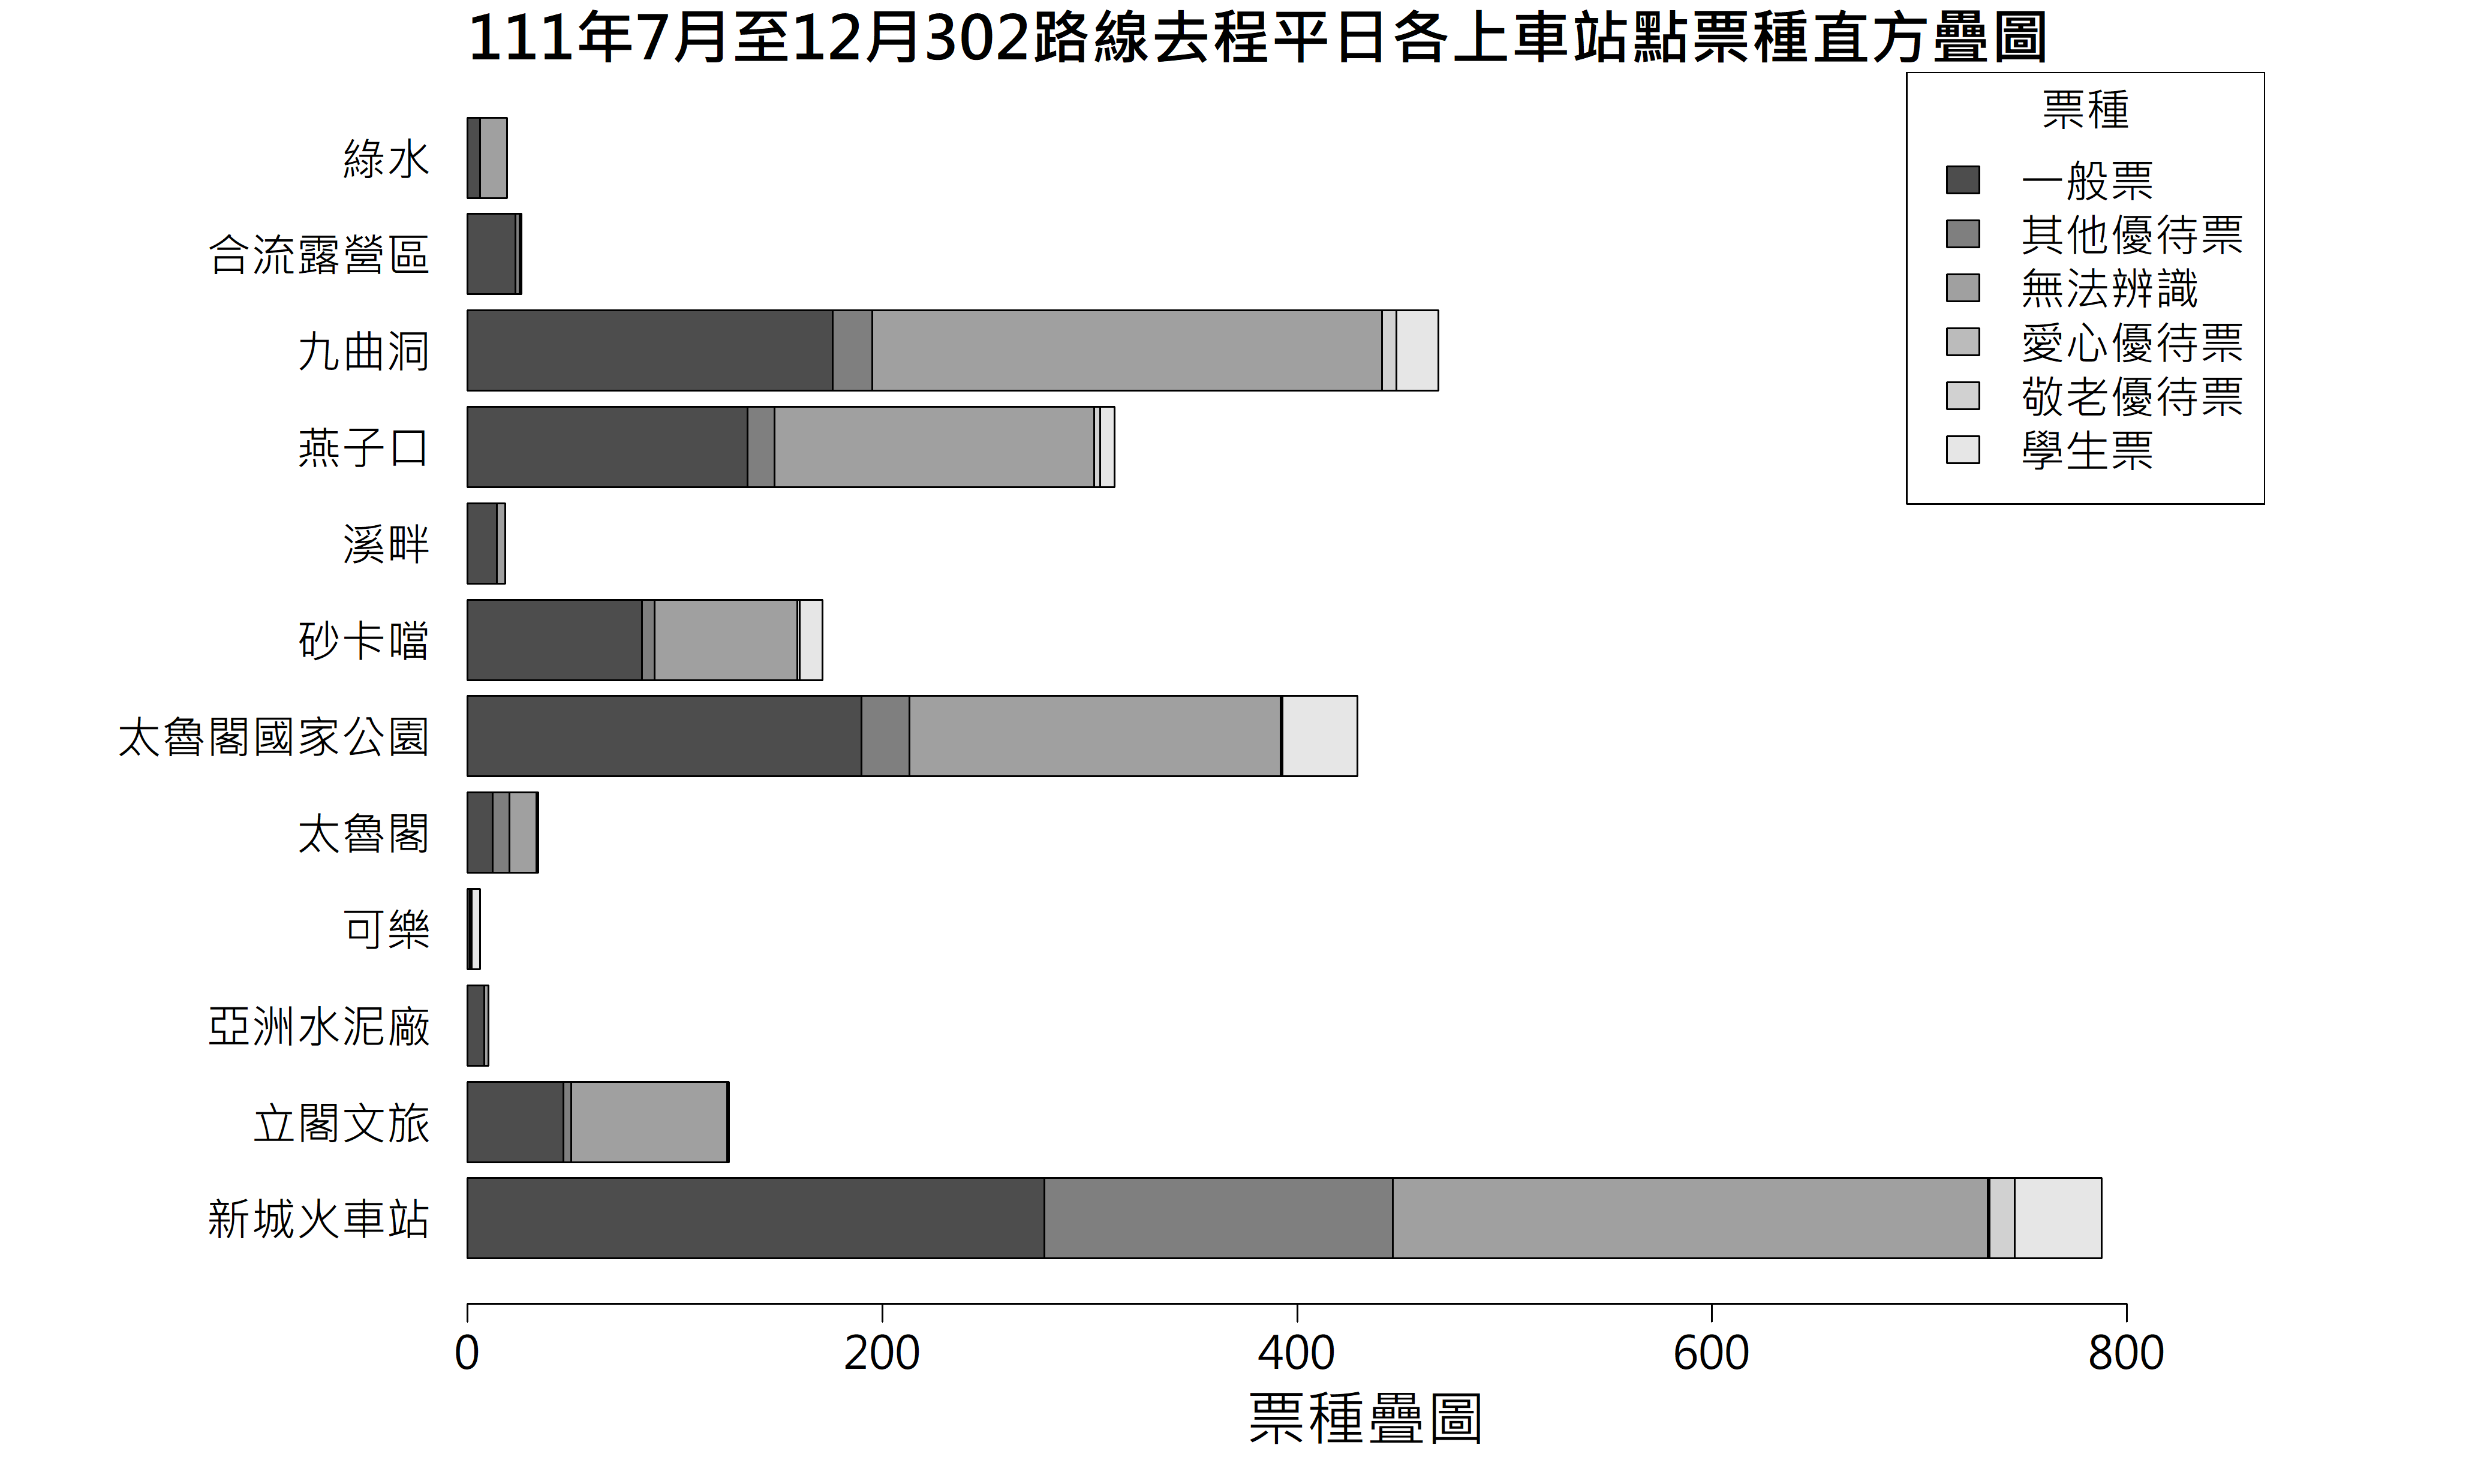 111年7月至12月302路線去程平日各上車站點票種直方疊圖
票種
一般票
其他優待票
無法辨識
愛心優待票
敬老優待票
學生票
綠水
合流露營區
九曲洞
燕子口
溪畔
砂卡噹
太魯閣國家公園
太魯閣
可樂
亞洲水泥廠
立閣文旅
新城火車站
0 200 400 600 800
票種疊圖